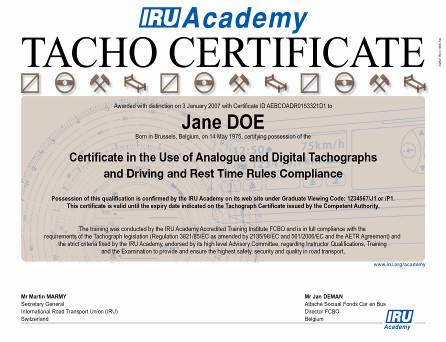 IRU Academy
TACHO CERTIFICATE
Awarded with distinction on 3 January 2007 with Certificate ID AEBCOADR0153321D1 to
Jane DOE
Born in Brussels, Belgium, on 14 May 1975, certifying possession of the
Certificate in the Use of Analogue and Digital Tachographs
and Driving and Rest Time Rules Compliance
Possession of this qualification is confirmed by the IRU Academy on its web site under Graduate Viewing Code: 1234567/J1 or /P1.
This certificate is valid until the expiry date indicated on the Tachograph Certificate issued by the Competent Authority.
The training was conducted by the IRU Academy Accredited Training Institute FCBO and is in full compliance with the
requirements of the Tachograph legislation (Regulation 3821/85/EC as amended by 2135/98/EC and 561/2006/EC and the AETR Agreement) and
the strict criteria fixed by the IRU Academy, endorsed by its high level Advisory Committee, regarding Instructor Qualifications, Training
and the Examination to provide and ensure the highest safety, security and quality in road transport.
www.iru.org/academy
Mr Martin MARMY
Secretary General
International Road Transport Union (IRU)
Switzerland
Mr Jan DEMAN
Attaché Sociaal Fonds Car en Bus
Director FCBO
Belgium
IRU
Academy